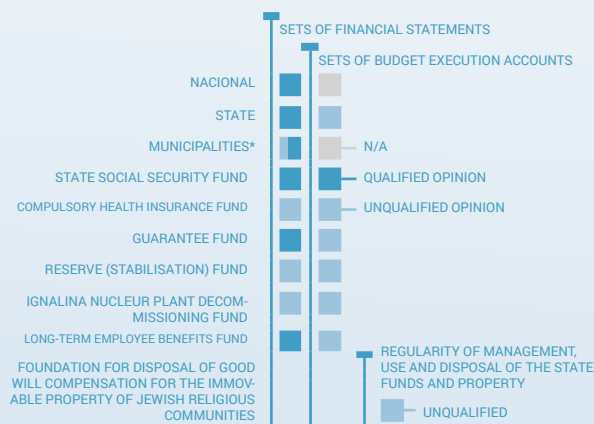 SETS OF FINANCIAL STATEMENTS
SETS OF BUDGET EXECUTION ACCOUNTS
NACIONAL
STATE
MUNICIPALITIES*
N/A
STATE SOCIAL SECURITY FUND
QUALIFIED OPINION
COMPULSORY HEALTH INSURANCE FUND
UNQUALIFIED OPINION
GUARANTEE FUND
RESERVE (STABILISATION) FUND
IGNALINA NUCLEUR PLANT DECOM-
MISSIONING FUND
LONG-TERM EMPLOYEE BENEFITS FUND
REGULARITY OF MANAGEMENT,
USE AND DISPOSAL OF THE STATE
FUNDS AND PROPERTY
FOUNDATION FOR DISPOSAL OF GOOD
WILL COMPENSATION FOR THE IMMOV-
ABLE PROPERTY OF JEWISH RELIGIOUS
COMMUNITIES
UNQUALIFIED